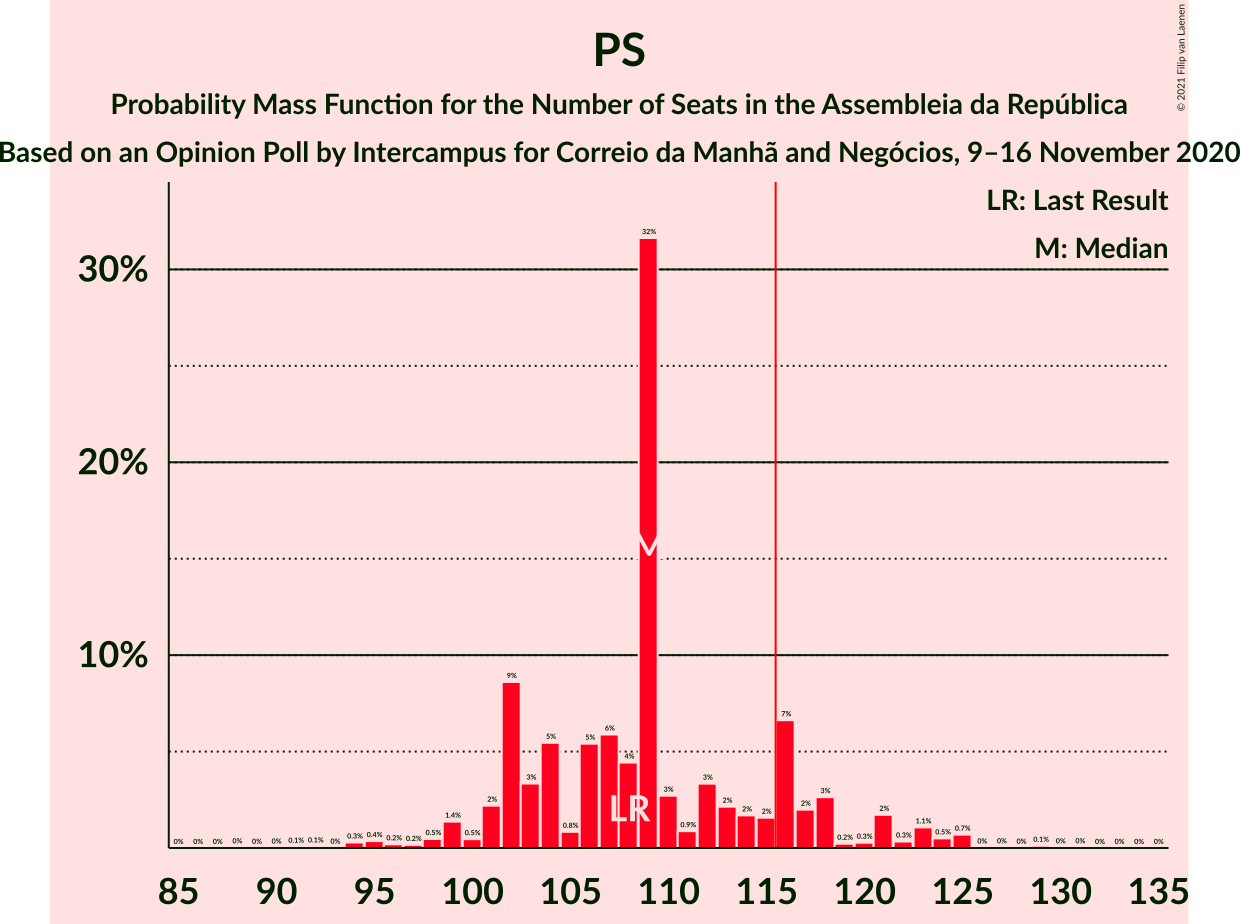 PS
Probability Mass Function for the Number of Seats in the Assembleia da República
Based on an Opinion Poll by Intercampus for Correio da Manhã and Negócios, 9–16 November 2020
© 2021 Filip van Laenen
LR: Last Result
M: Median
30%
20%
10%
0% 0% 0% 0% 0% 0% 0.1% 0.1% 0% 0.3% 0.4% 0.2% 0.2% 0.5% 1.4% 0.5% 2% 9% 3% 5% 0.8% 5% 6% 4% 32% 3% 0.9% 3% 2% 2% 2% 7% 2% 3% 0.2% 0.3% 2% 0.3% 1.1% 0.5% 0.7% 0% 0% 0% 0.1% 0% 0% 0% 0% 0% 0%
M
LR
85 90 95 100 105 110 115 120 125 130 135